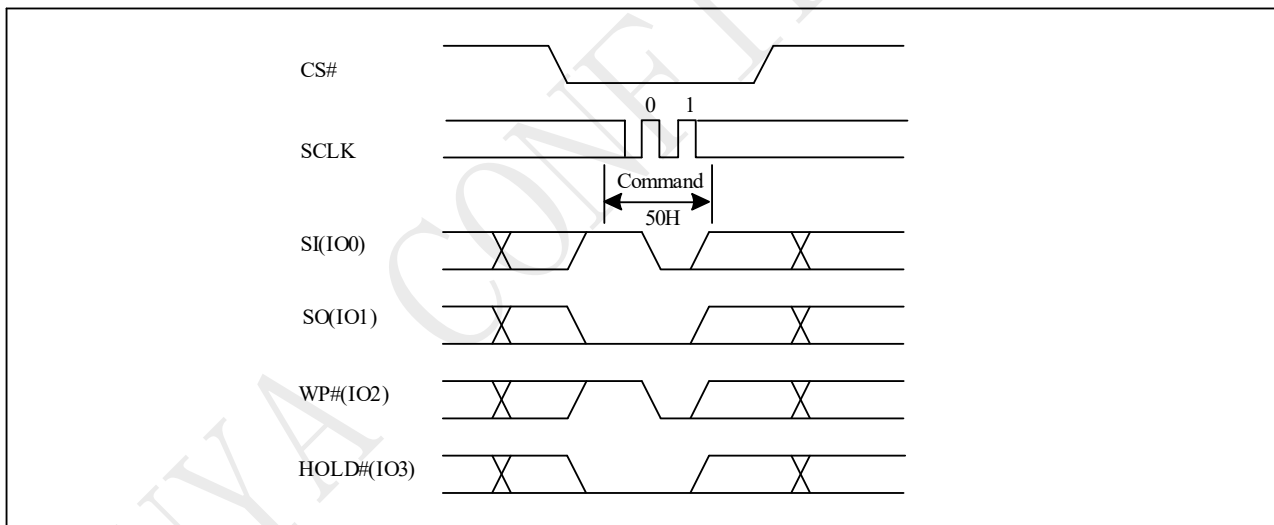 CS#
0 1
SCLK
Command
50H
SI(IO0)
SO(IO1)
WP#(IO2)
HOLD#(IO3)